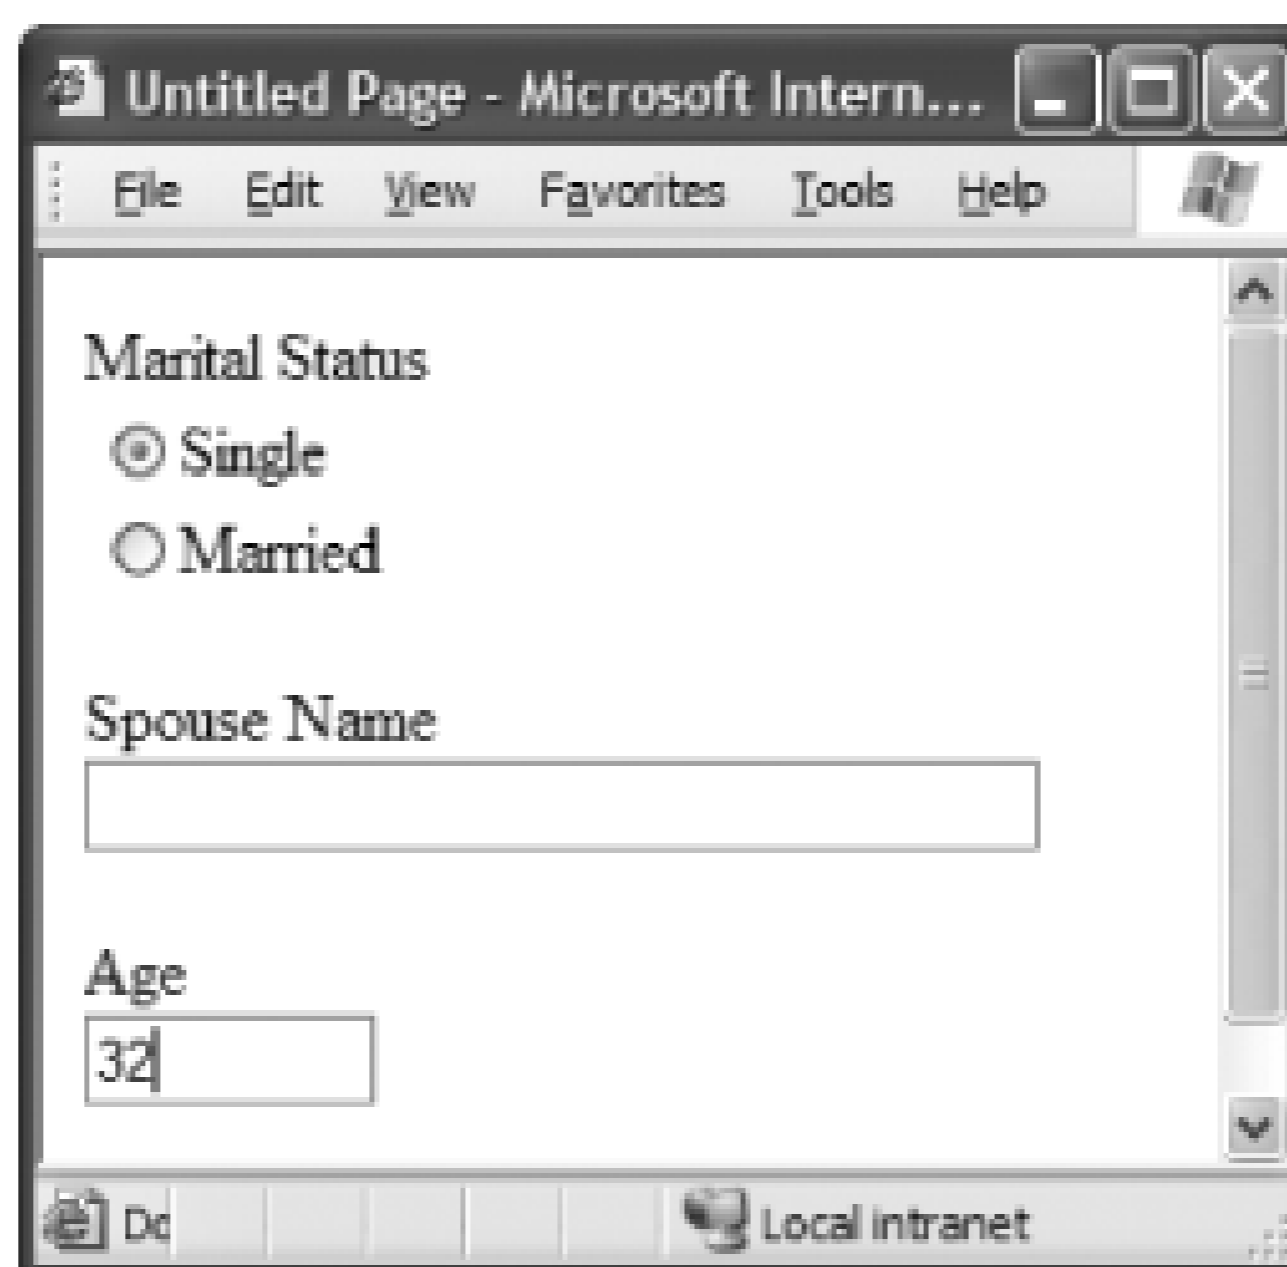 Untitled Page - Microsoft Intern...
File Edit View Favorites Tools Help
Marital Status
Single
Married
Spouse Name
Age
32
Do
Local intranet